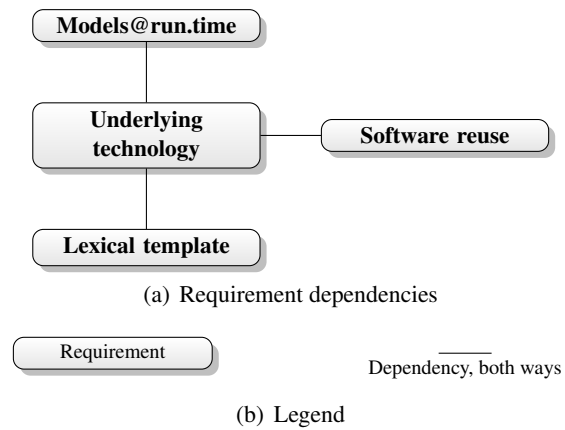 Models@run.time
Underlying
technology
Software reuse
Lexical template
(a) Requirement dependencies
Requirement
Dependency, both ways
(b) Legend